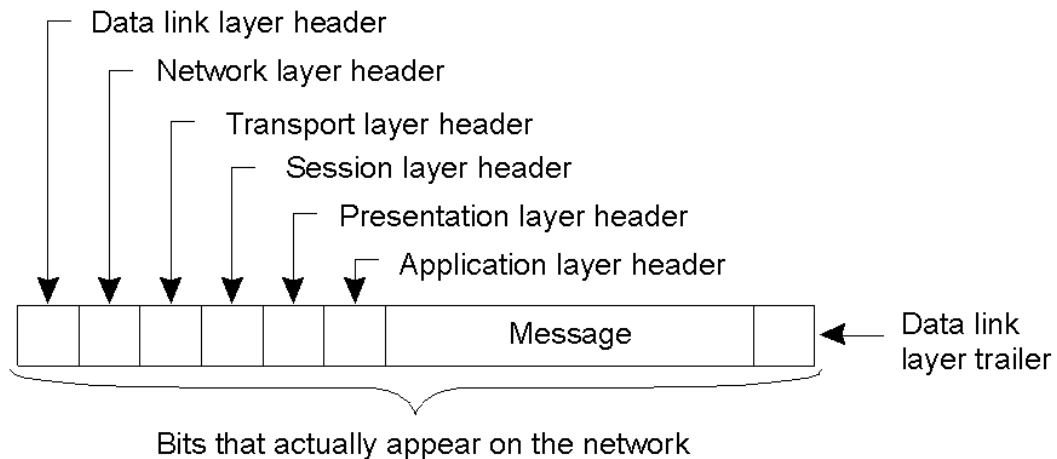 Data link layer header
Network layer header
Transport layer header
Session layer header
Presentation layer header
Application layer header
Message
Data link
layer trailer
Bits that actually appear on the network